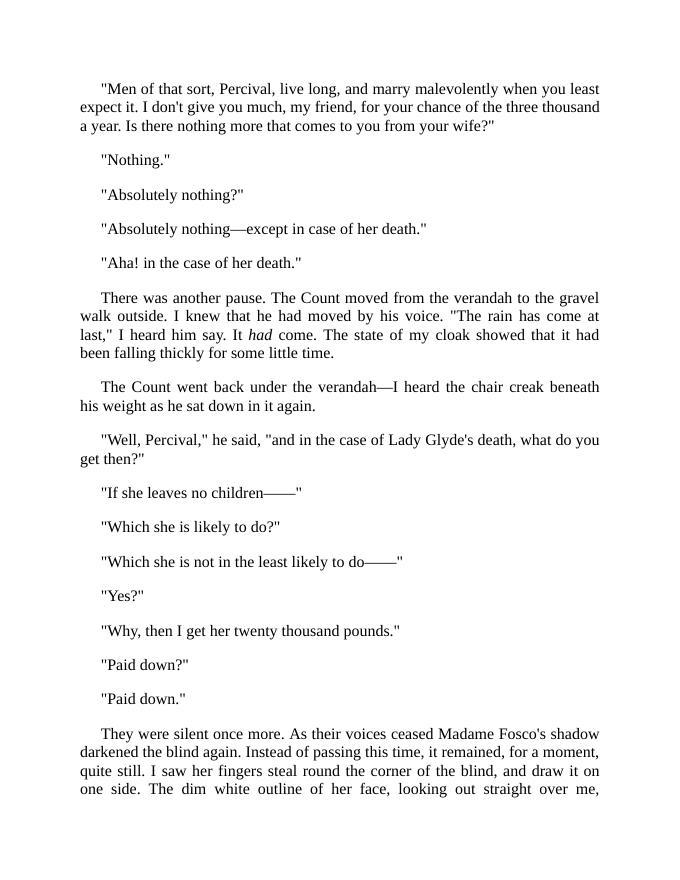 "Men of that sort, Percival, live long, and marry malevolently when you least
expect it. I don't give you much, my friend, for your chance of the three thousand
a year. Is there nothing more that comes to you from your wife?"
"Nothing."
"Absolutely nothing?"
"Absolutely nothing—except in case of her death."
"Aha! in the case of her death."
There was another pause. The Count moved from the verandah to the gravel
walk outside. I knew that he had moved by his voice. "The rain has come at
last," I heard him say. It had come. The state of my cloak showed that it had
been falling thickly for some little time.
The Count went back under the verandah—I heard the chair creak beneath
his weight as he sat down in it again.
"Well, Percival," he said, "and in the case of Lady Glyde's death, what do you
get then?"
"If she leaves no children——"
"Which she is likely to do?"
"Which she is not in the least likely to do——"
"Yes?"
"Why, then I get her twenty thousand pounds."
"Paid down?"
"Paid down."
They were silent once more. As their voices ceased Madame Fosco's shadow
darkened the blind again. Instead of passing this time, it remained, for a moment,
quite still. I saw her fingers steal round the corner of the blind, and draw it on
one side. The dim white outline of her face, looking out straight over me,